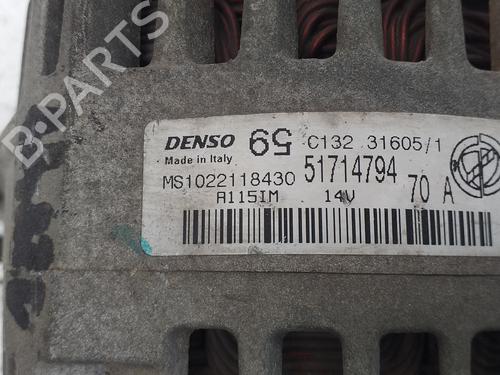 DENSO 59 C132 31605/1
Made in Italy
MS1022118430 51714794 70 A
A115IM 14V
B-PARTS